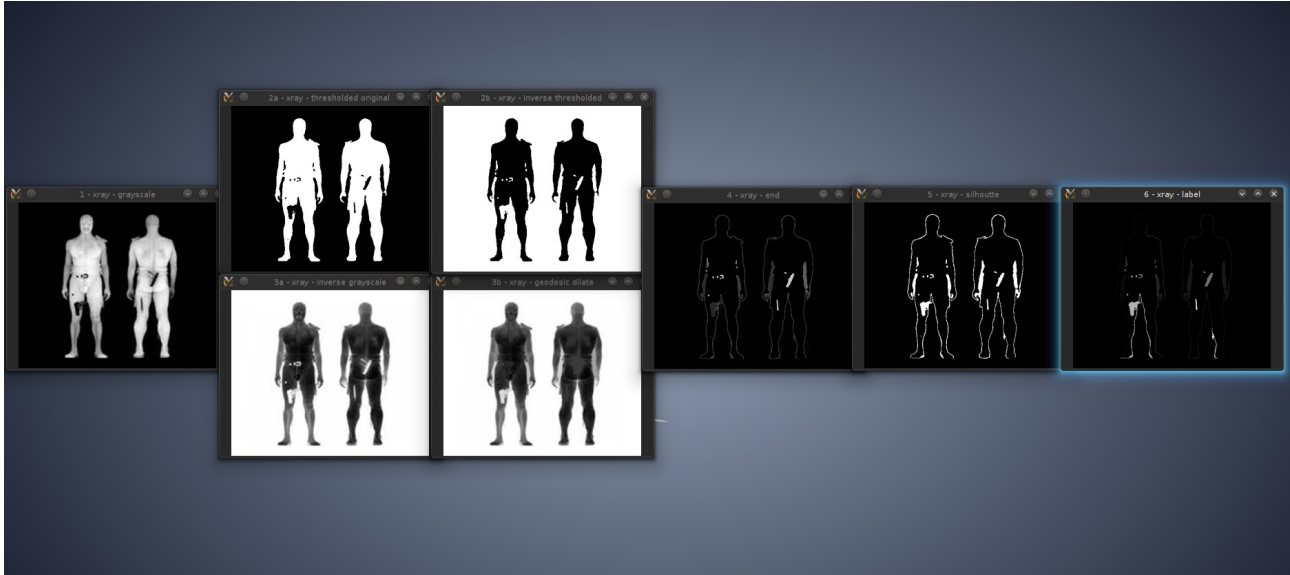 2a - xray - thresholded original
2b - xray - inverse thresholded
1 - xray - grayscale
4 - xray - end
5 - xray - silhoutte
6 - xray - label
3a - xray - inverse grayscale
3b - xray - geodesic dilate